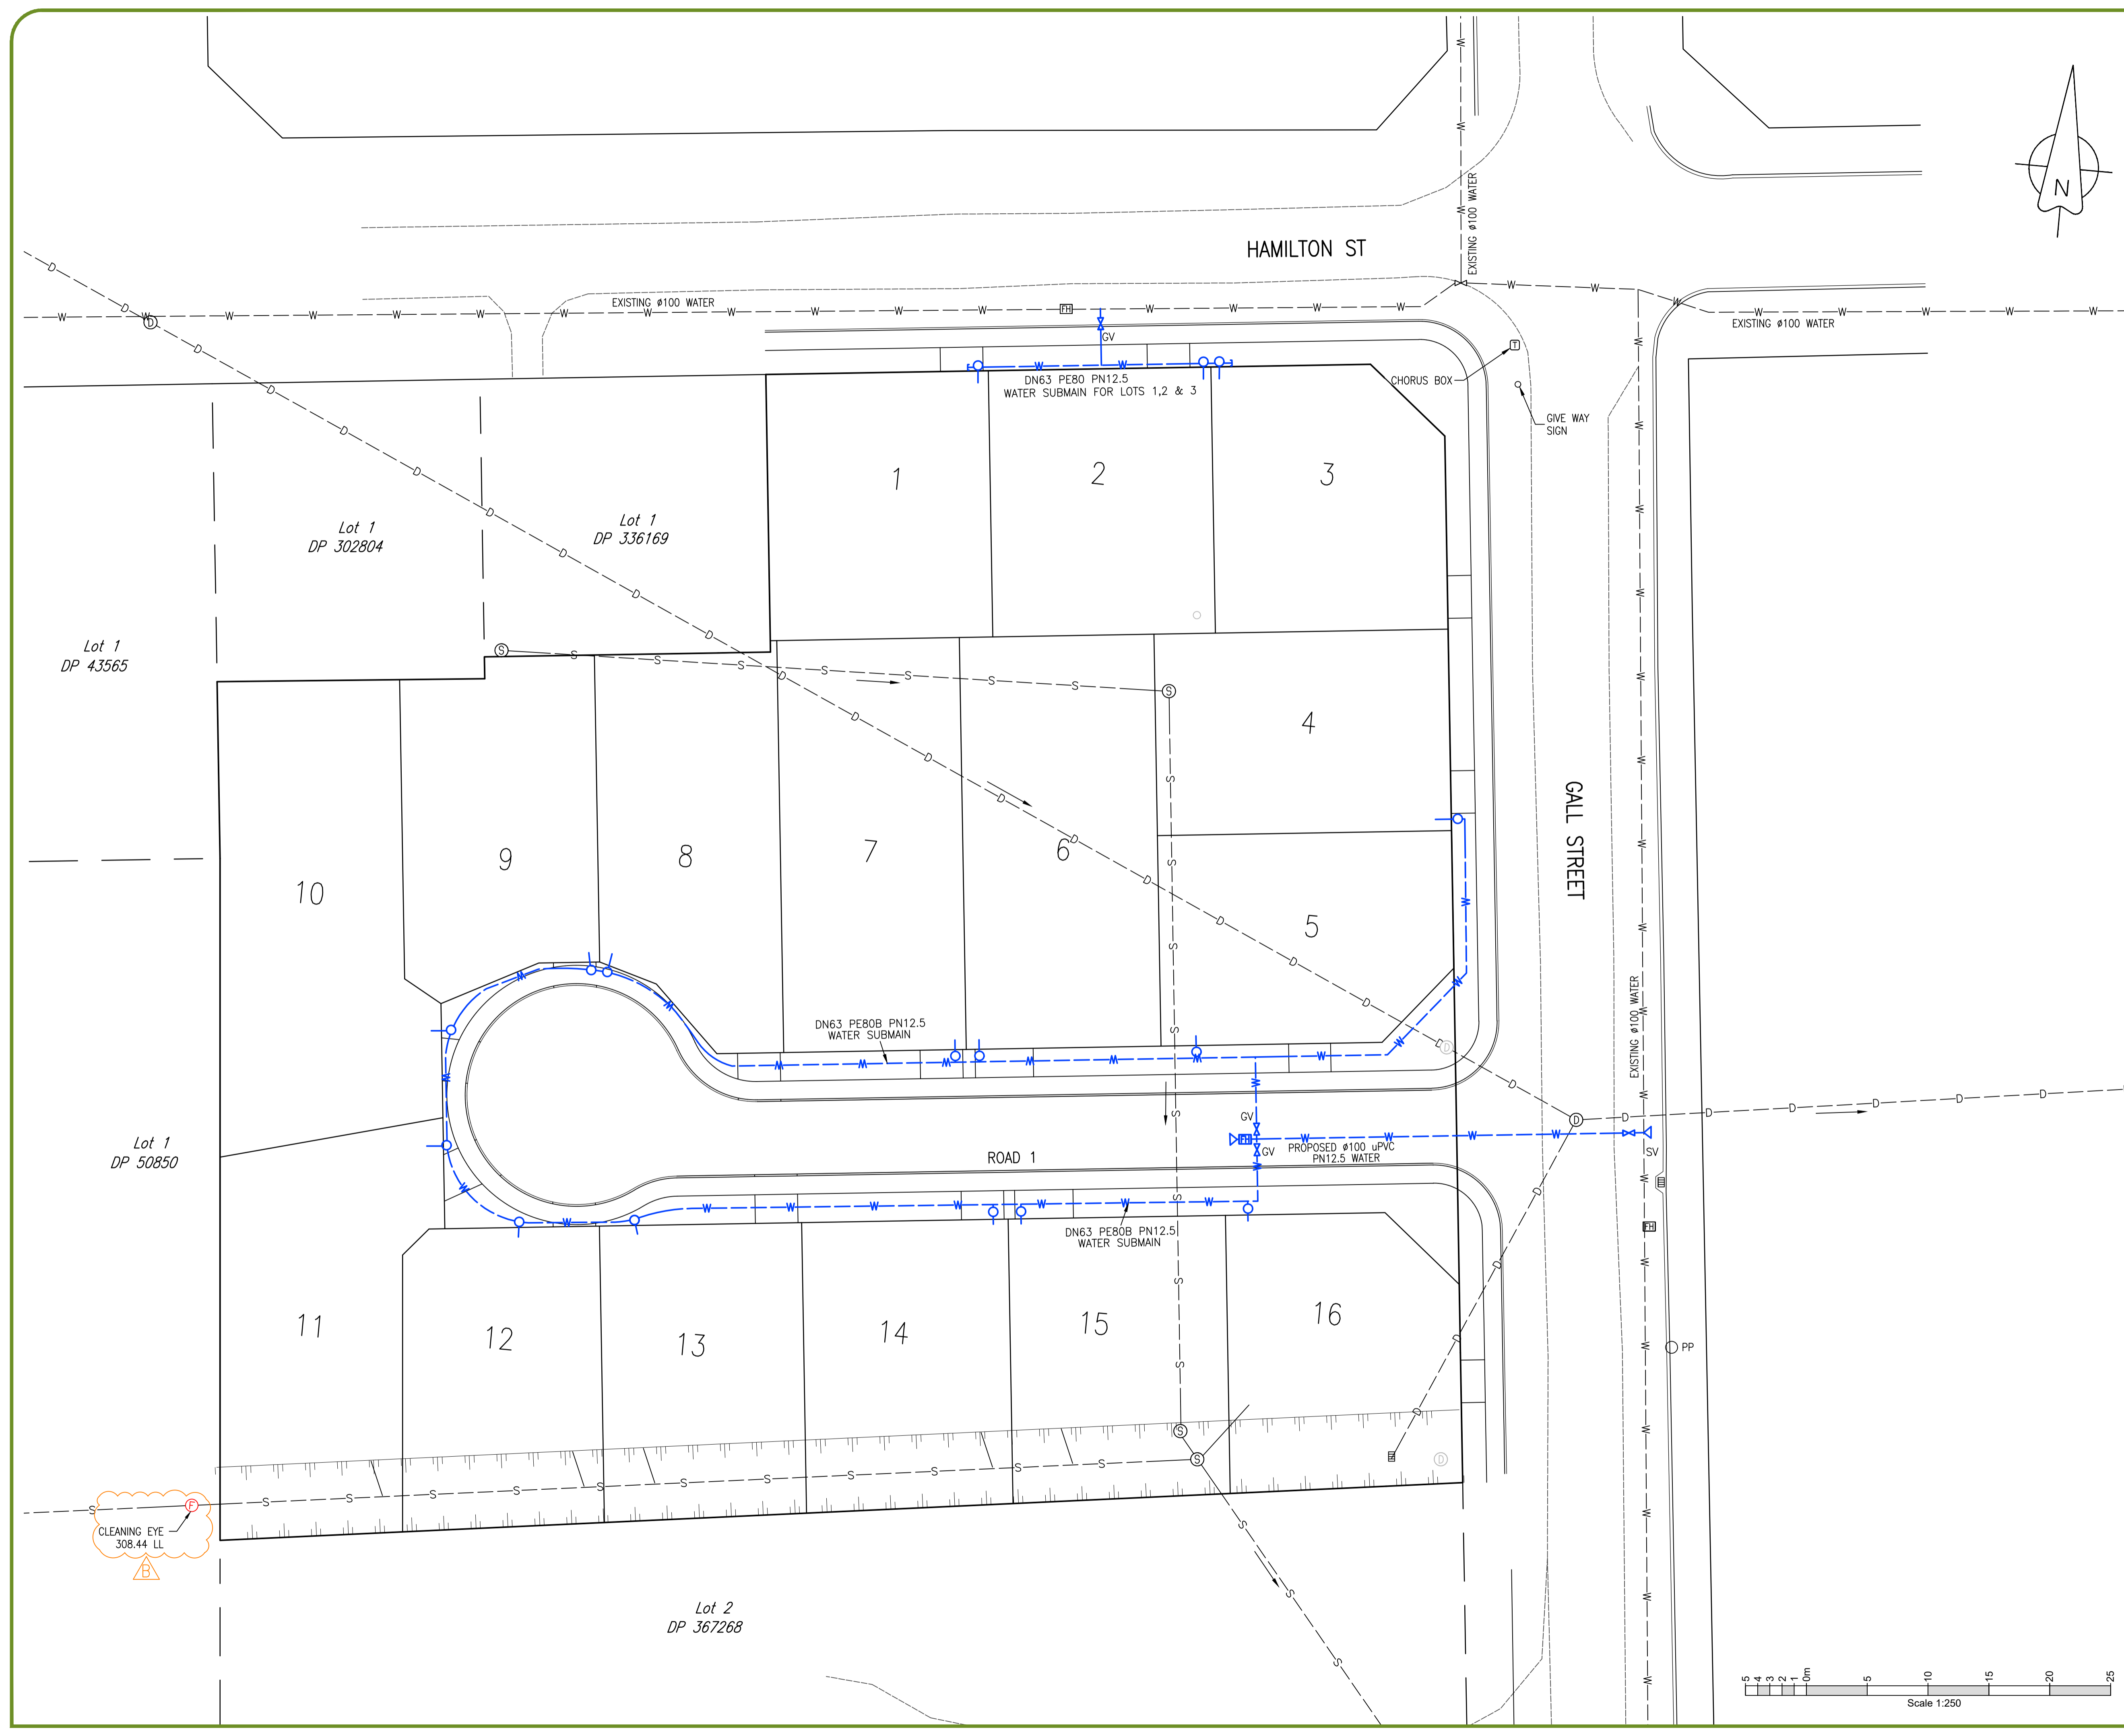 N
EXISTING ø100 WATER
HAMILTON ST
EXISTING ø100 WATER
FH
EXISTING ø100 WATER
GV
T
CHORUS BOX
DN63 PE80 PN12.5
WATER SUBMAIN FOR LOTS 1,2 & 3
GIVE WAY
SIGN
1
2
3
Lot 1
DP 302804
Lot 1
DP 336169
Lot 1
DP 43565
4
GALL STREET
10
9
8
7
6
5
EXISTING ø100 WATER
DN63 PE80B PN12.5
WATER SUBMAIN
GV
FH
GV
PROPOSED ø100 uPVC
PN12.5 WATER
SV
Lot 1
DP 50850
ROAD 1
FH
DN63 PE80B PN12.5
WATER SUBMAIN
11
12
13
14
15
16
PP
F
CLEANING EYE
308.44 LL
B
Lot 2
DP 367268
5 4 3 2 1 0m 5 10 15 20 25
Scale 1:250